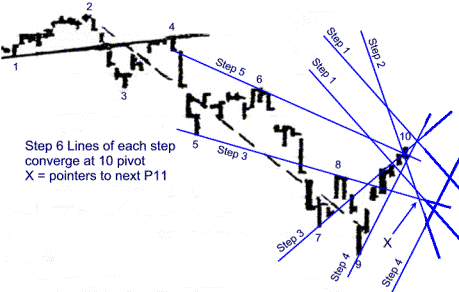 2
4
Step 1
Step 2
1
Step 5
6
Step 1
3
10
5
Step 3
8
Step 6 Lines of each step
converge at 10 pivot
X = pointers to next P11
Step 3
7
X
Step 4
9
Step 4